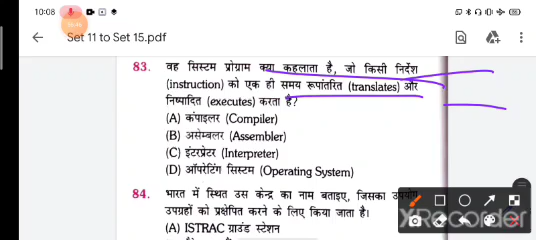 10:08
Set 11 to Set 15.pdf
83. वह सिस्टम प्रोग्राम क्या कहलाता है, जो किसी निर्देश
(instruction) को एक ही समय रूपांतरित (translates) और
निष्पादित (executes) करता है?
(A) कंपाइलर (Compiler)
(B) असेम्बलर (Assembler)
(C) इंटरप्रेटर (Interpreter)
(D) ऑपरेटिंग सिस्टम (Operating System)
84. भारत में स्थित उस केन्द्र का नाम बताइए, जिसका उपयोग
उपग्रहों को प्रक्षेपित करने के लिए किया जाता है।
(A) ISTRAC ग्राउंड स्टेशन
XRecorder